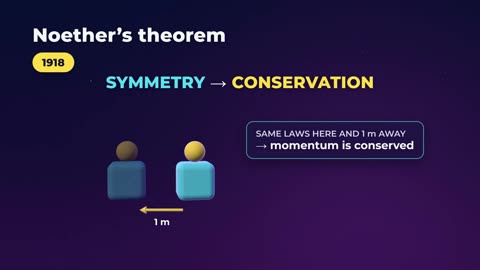 Noether’s theorem
1918
SYMMETRY → CONSERVATION
SAME LAWS HERE AND 1 m AWAY
→ momentum is conserved
1 m